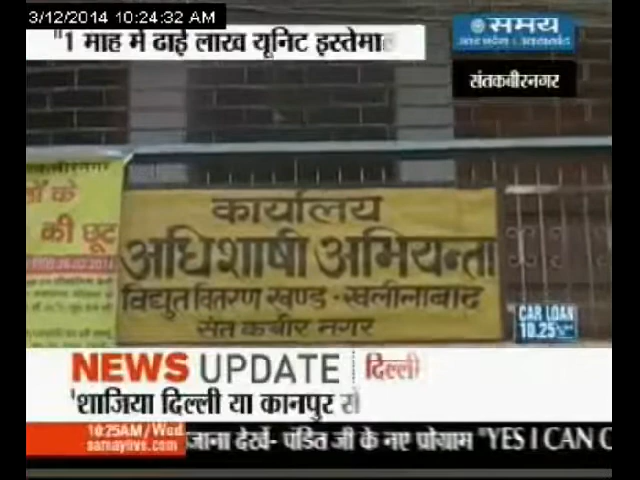 3/12/2014 10:24:32 AM
"1 माह में ढाई लाख यूनिट इस्तेमाल
समय
संतकबीरनगर
की छूट
कार्यालय
अधिशाषी अभियन्ता
विद्युत वितरण खण्ड - खलीलाबाद
संत कबीर नगर
CAR LOAN
10.25%
NEWS UPDATE दिल्ली
'शाजिया दिल्ली या कानपुर से
10:25AM/Wed
samaylive.com
जाना देखें- पंडित जी के नए प्रोग्राम "YES I CAN C